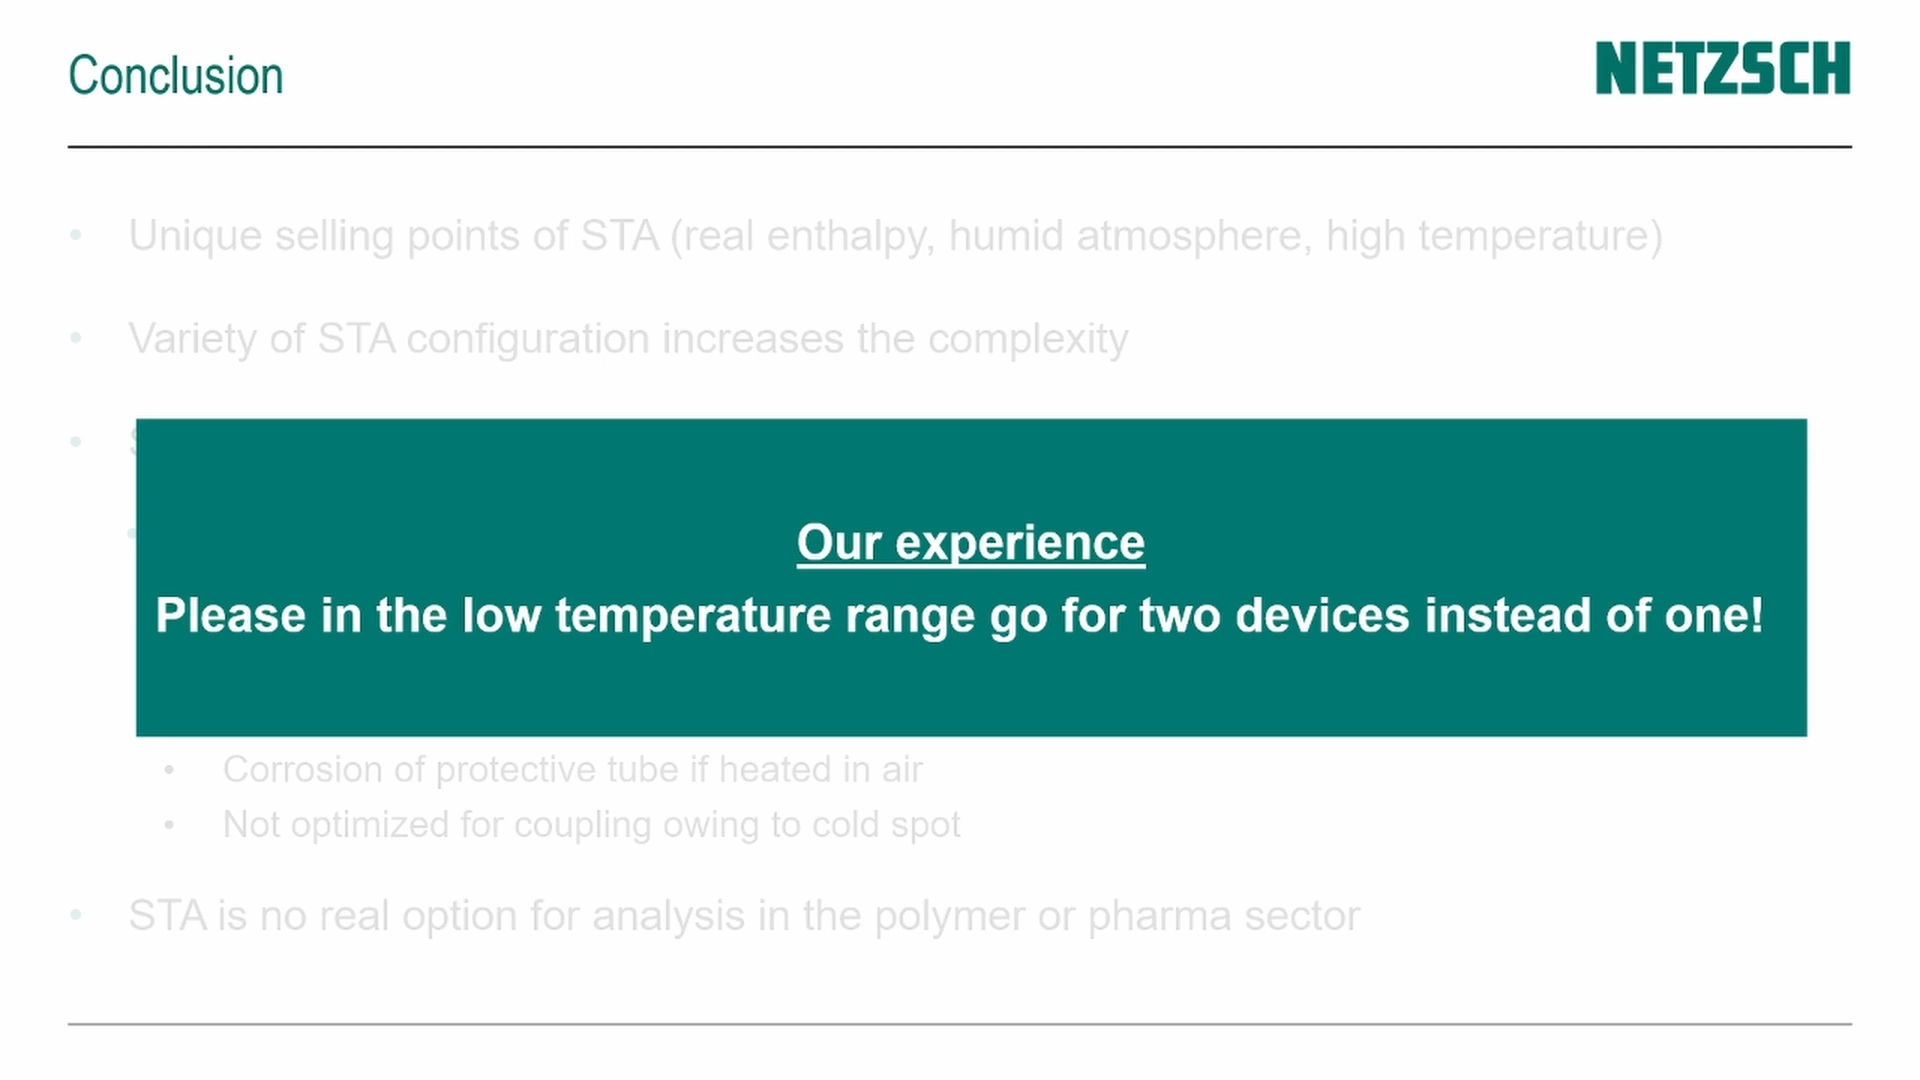 Conclusion
NETZSCH
• Unique selling points of STA (real enthalpy, humid atmosphere, high temperature)
• Variety of STA configuration increases the complexity
•
•
Our experience
Please in the low temperature range go for two devices instead of one!
• Corrosion of protective tube if heated in air
• Not optimized for coupling owing to cold spot
• STA is no real option for analysis in the polymer or pharma sector